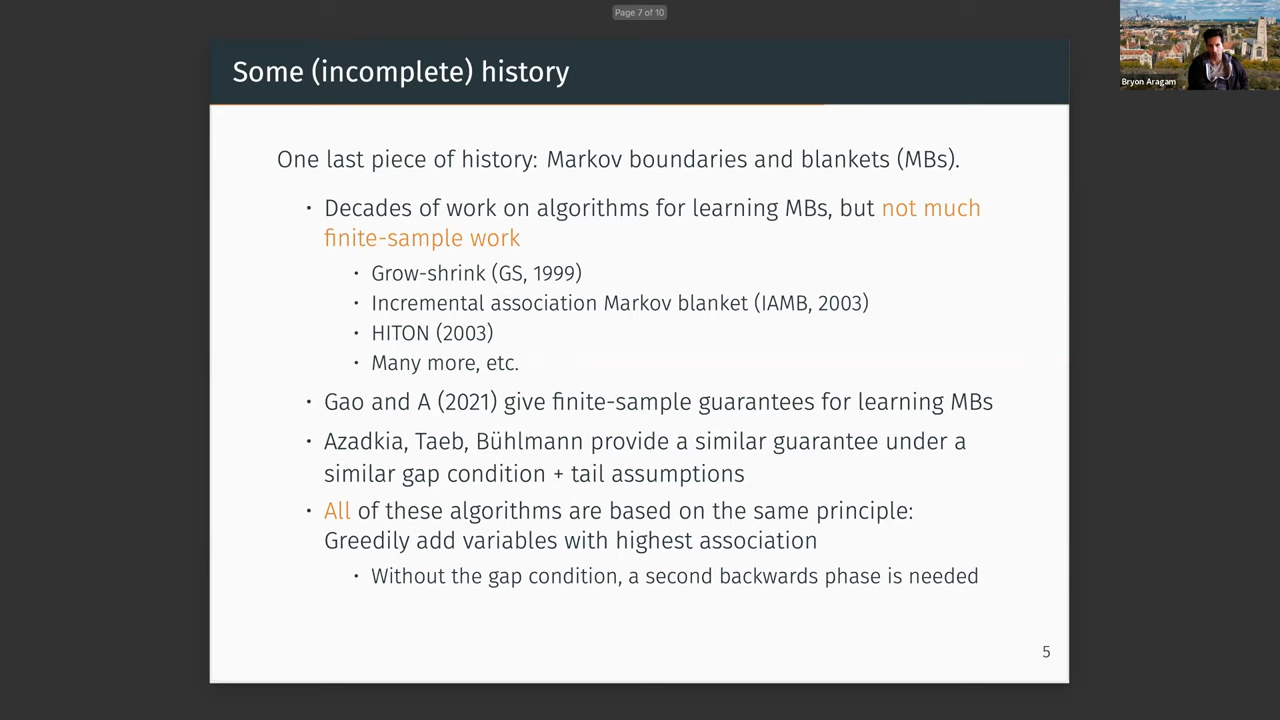 Page 7 of 10
Bryon Aragam
Some (incomplete) history
One last piece of history: Markov boundaries and blankets (MBs).
· Decades of work on algorithms for learning MBs, but not much
finite-sample work
· Grow-shrink (GS, 1999)
· Incremental association Markov blanket (IAMB, 2003)
· HITON (2003)
· Many more, etc.
· Gao and A (2021) give finite-sample guarantees for learning MBs
· Azadkia, Taeb, Bühlmann provide a similar guarantee under a
similar gap condition + tail assumptions
· All of these algorithms are based on the same principle:
Greedily add variables with highest association
· Without the gap condition, a second backwards phase is needed
5